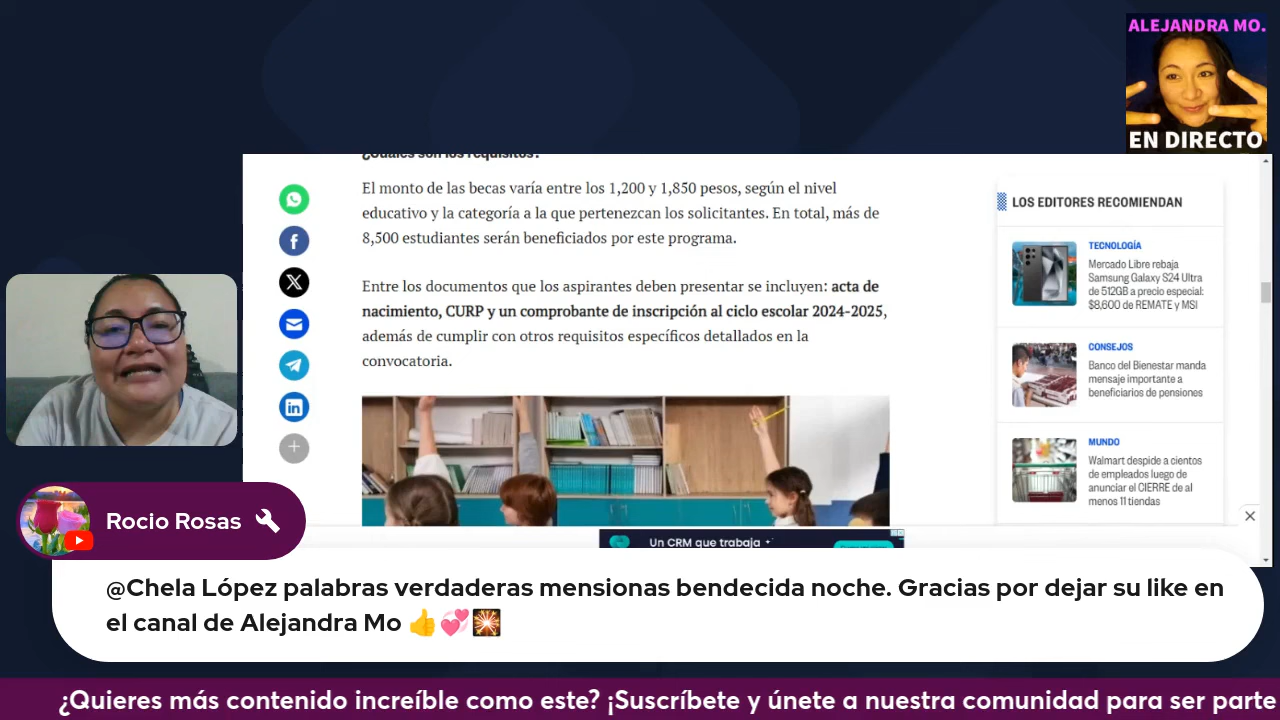 ALEJANDRA MO.
EN DIRECTO
¿Cuáles son los requisitos?
El monto de las becas varía entre los 1,200 y 1,850 pesos, según el nivel
educativo y la categoría a la que pertenezcan los solicitantes. En total, más de
8,500 estudiantes serán beneficiados por este programa.
Entre los documentos que los aspirantes deben presentar se incluyen: acta de
nacimiento, CURP y un comprobante de inscripción al ciclo escolar 2024-2025,
además de cumplir con otros requisitos específicos detallados en la
convocatoria.
LOS EDITORES RECOMIENDAN
TECNOLOGÍA
Mercado Libre rebaja
Samsung Galaxy S24 Ultra
de 512GB a precio especial:
$8,600 de REMATE y MSI
CONSEJOS
Banco del Bienestar manda
mensaje importante a
beneficiarios de pensiones
MUNDO
Walmart despide a cientos
de empleados luego de
anunciar el CIERRE de al
menos 11 tiendas
Un CRM que trabaja
Rocio Rosas
@Chela López palabras verdaderas mensionas bendecida noche. Gracias por dejar su like en
el canal de Alejandra Mo 👍💞🎇
¿Quieres más contenido increíble como este? ¡Suscríbete y únete a nuestra comunidad para ser parte